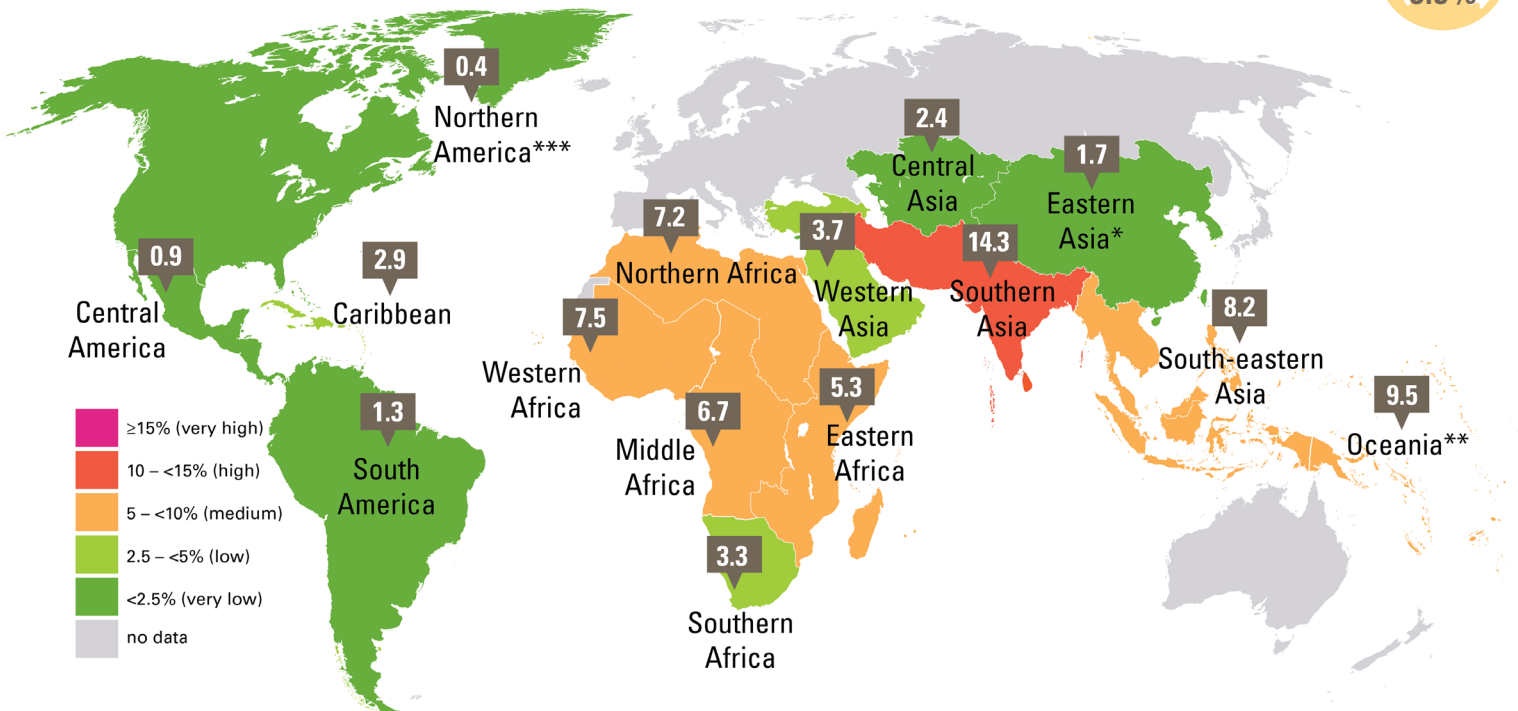 0.4
Northern
America***
2.4
Central
Asia
1.7
Eastern
Asia*
7.2
Northern Africa
3.7
Western
Asia
14.3
Southern
Asia
0.9
Central
America
2.9
Caribbean
7.5
Western
Africa
8.2
South-eastern
Asia
5.3
Eastern
Africa
6.7
Middle
Africa
9.5
Oceania**
1.3
South
America
3.3
Southern
Africa
≥15% (very high)
10 – <15% (high)
5 – <10% (medium)
2.5 – <5% (low)
<2.5% (very low)
no data